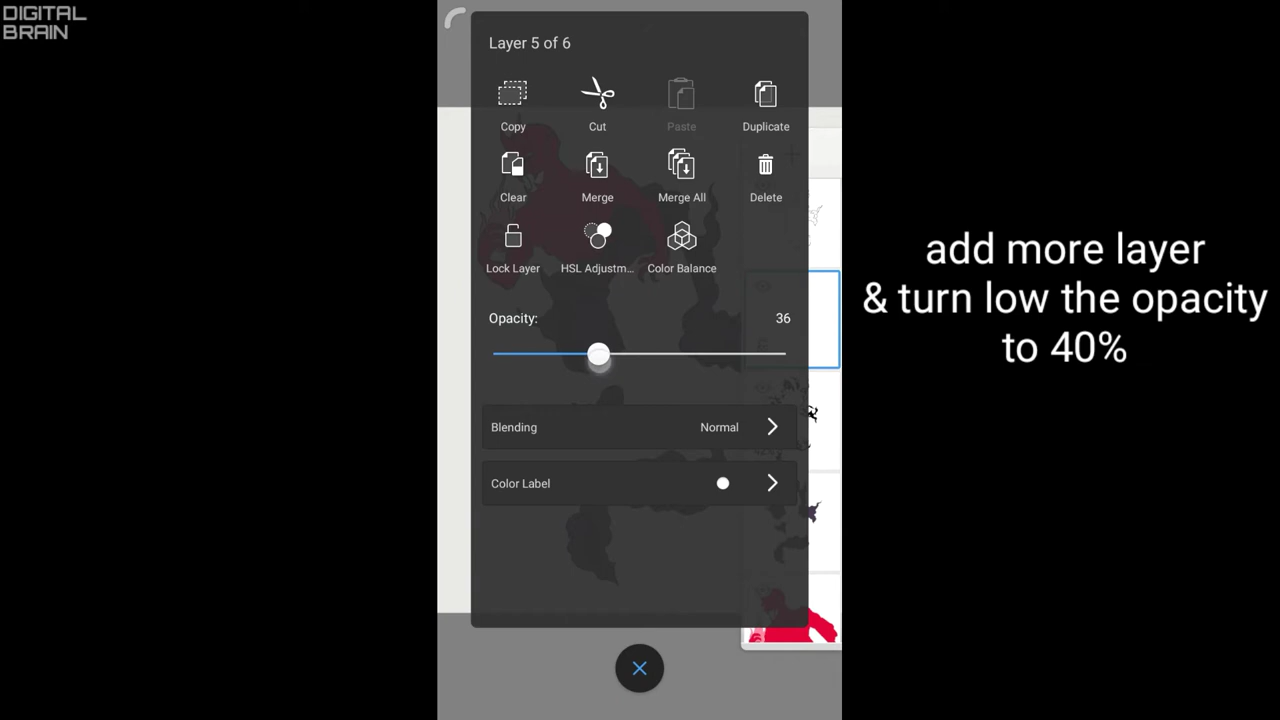 DIGITAL
BRAIN
Layer 5 of 6
Copy
Cut
Paste
Duplicate
Clear
Merge
Merge All
Delete
Lock Layer
HSL Adjustm...
Color Balance
Opacity:
36
Blending
Normal
Color Label
add more layer
& turn low the opacity
to 40%